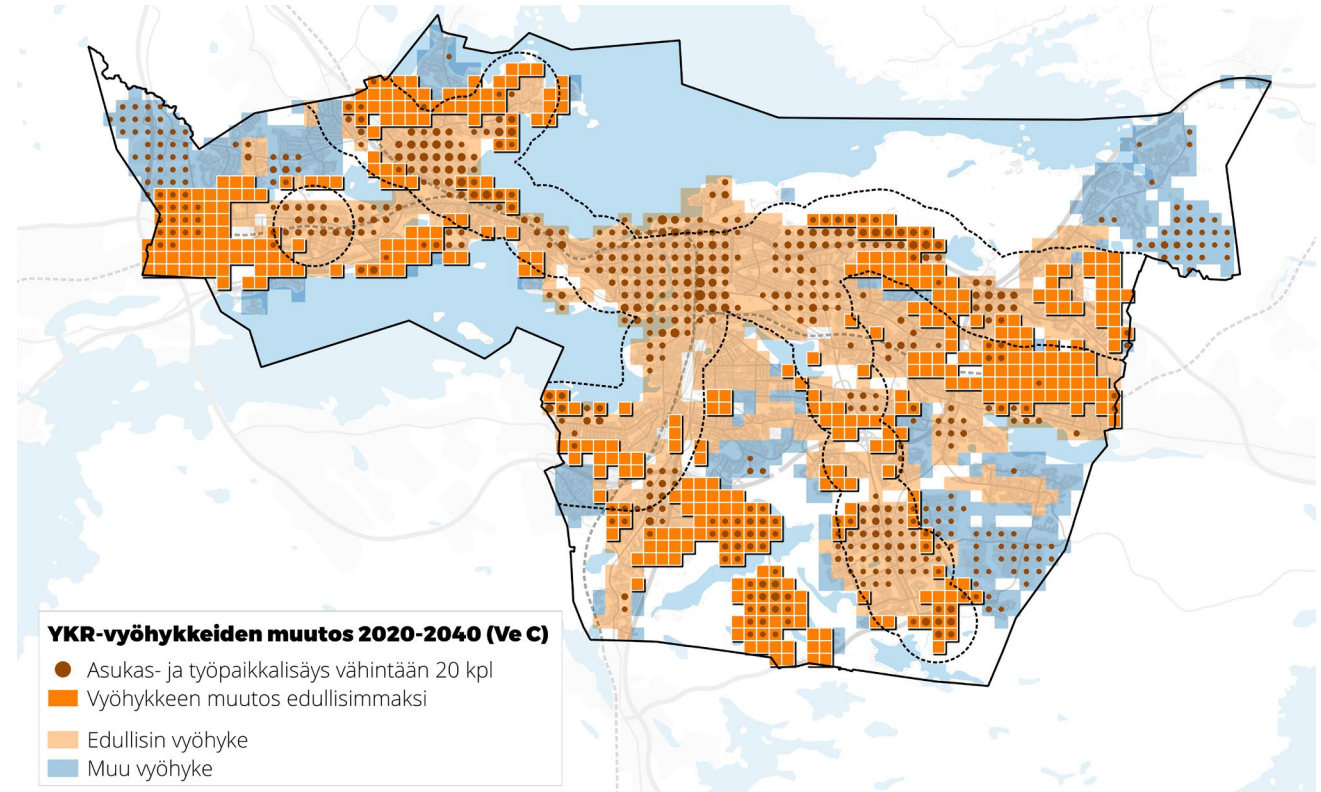 YKR-vyöhykkeiden muutos 2020-2040 (Ve C)
Asukas- ja työpaikkalisäys vähintään 20 kpl
Vyöhykkeen muutos edullisimmaksi
Edullisin vyöhyke
Muu vyöhyke